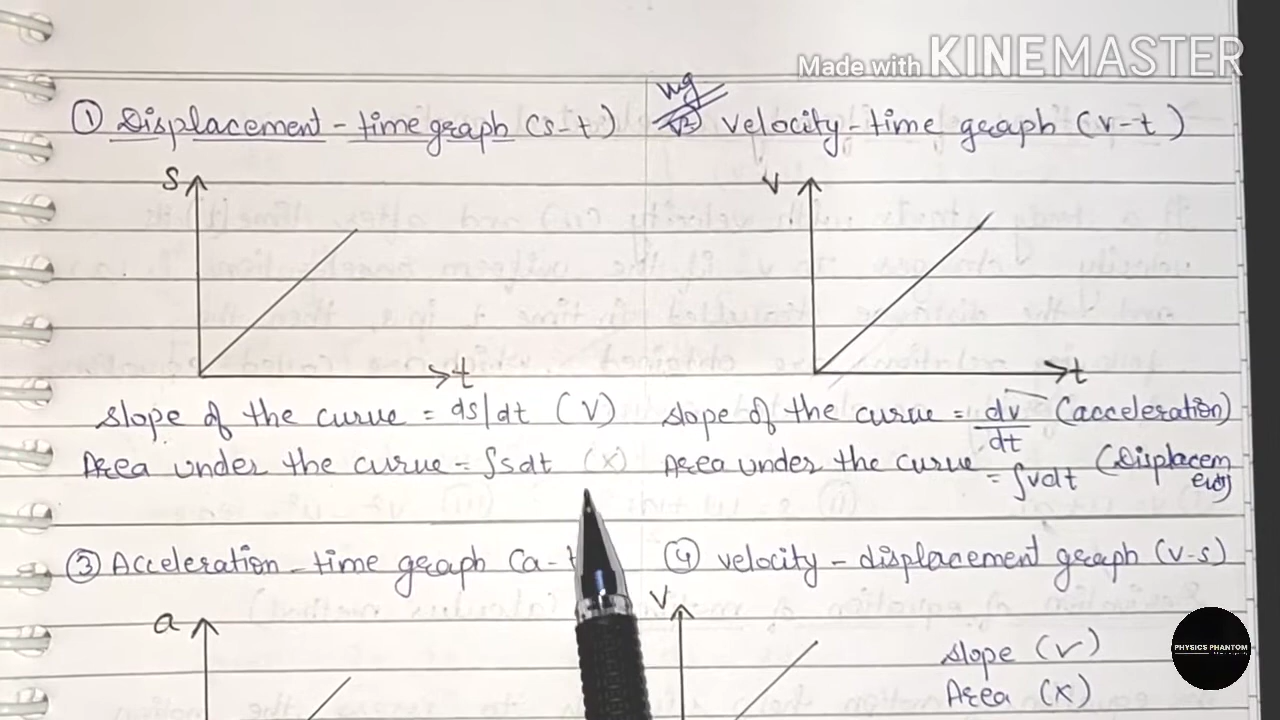 Made with KINEMASTER
① Displacement - time graph (s-t)
Imp
② velocity - time graph (v-t)
S
t
V
t
slope of the curve = ds/dt (V)
Area under the curve = ∫sdt (X)
slope of the curve = dv/dt (acceleration)
Area under the curve = ∫vdt (Displacement)
③ Acceleration - time graph (a-t
④ velocity - displacement graph (v-s)
a
V
slope (✓)
Area (X)
PHYSICS PHANTOM